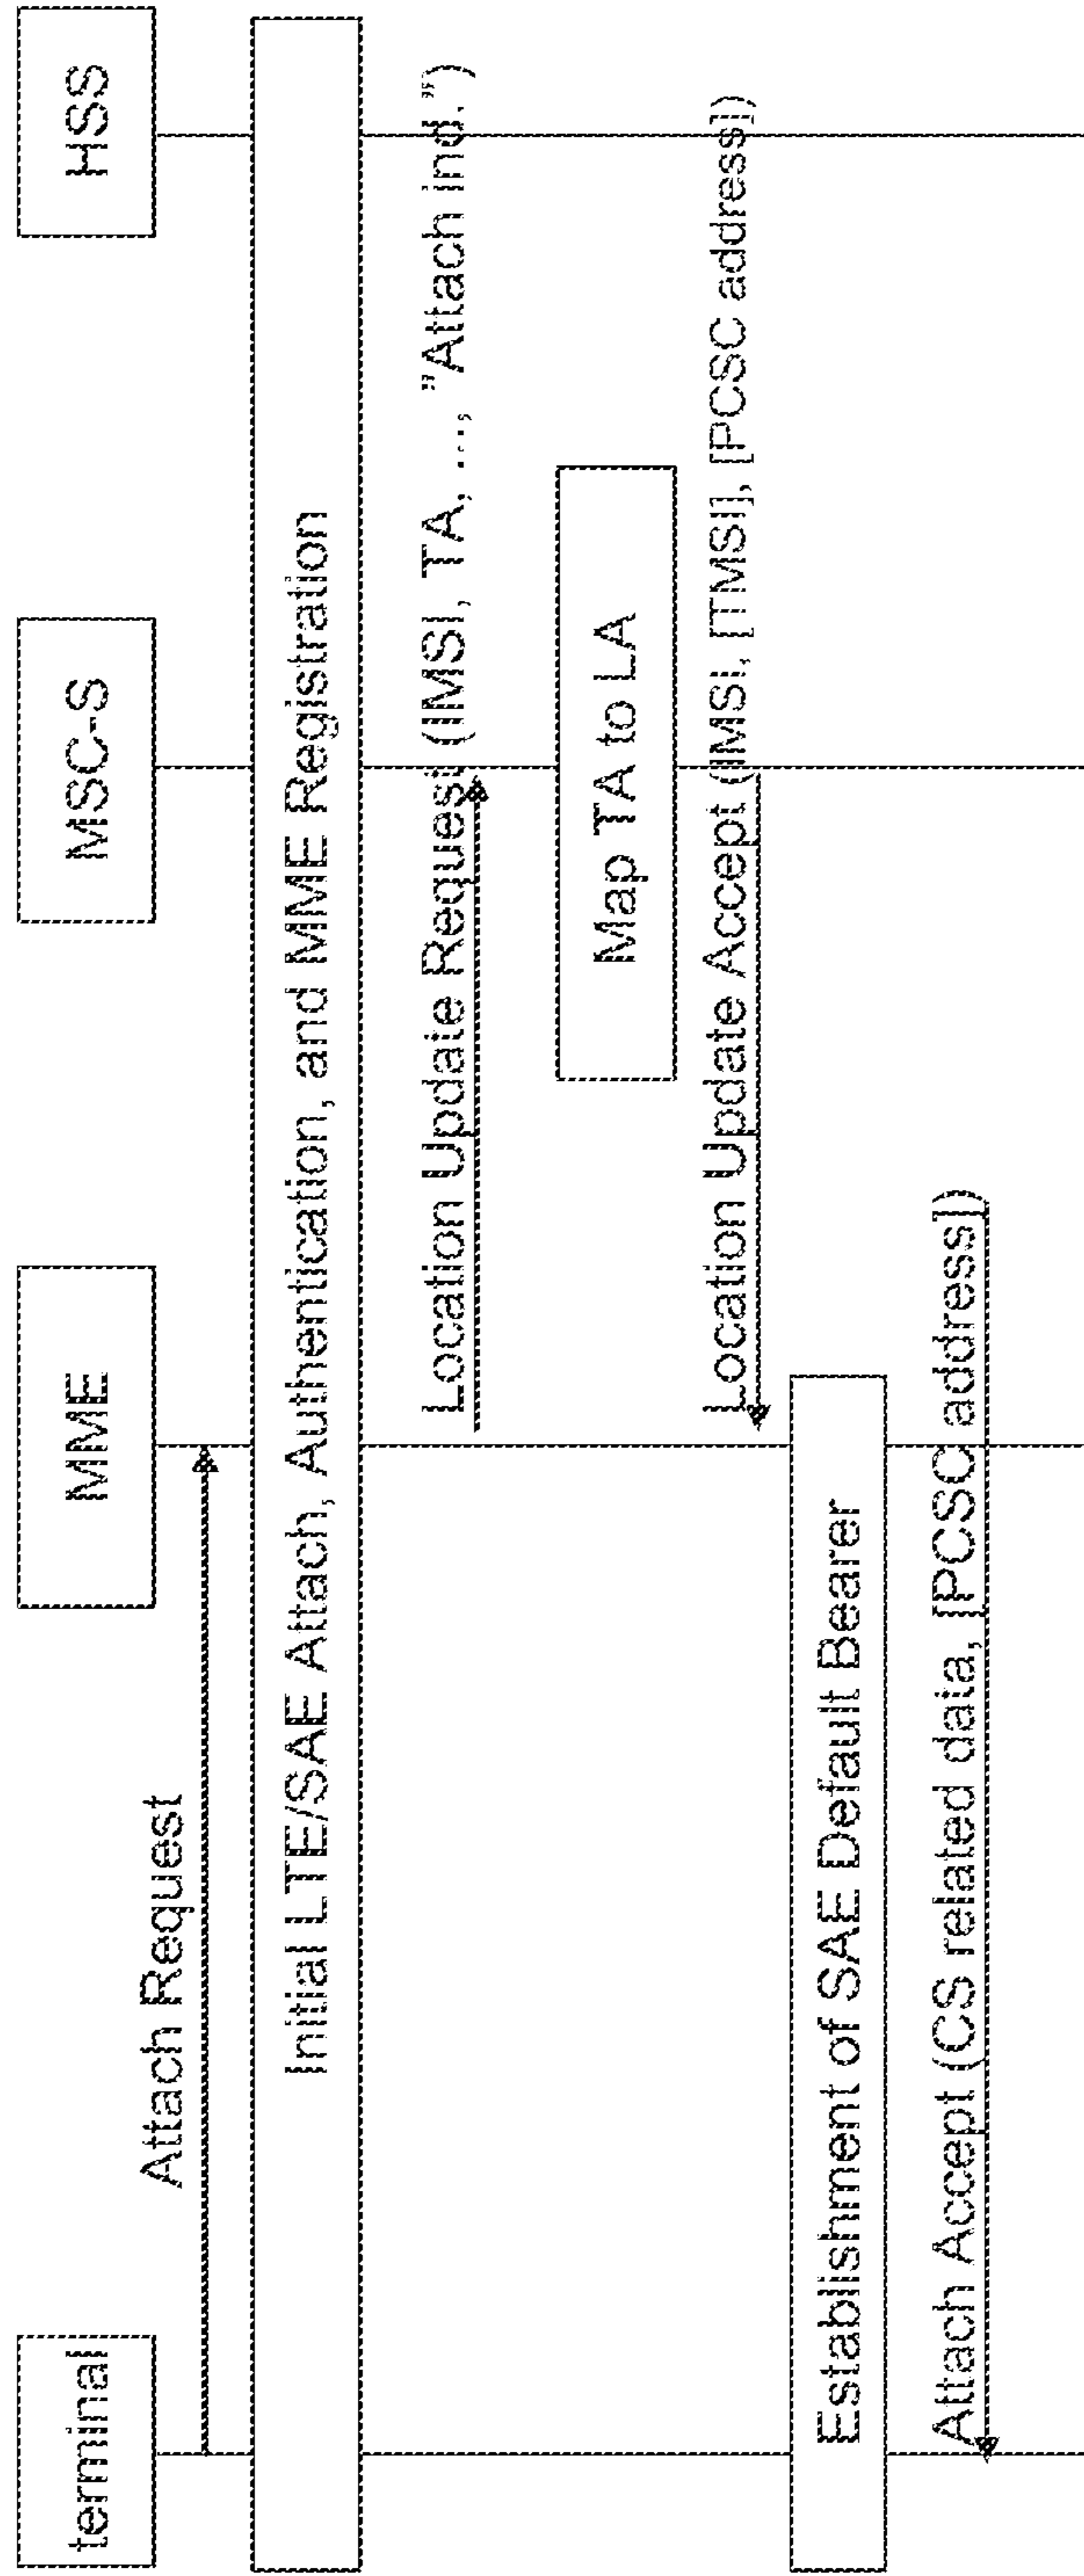 terminal
MME
MSC-S
HSS
Attach Request
Initial LTE/SAE Attach, Authentication, and MME Registration
Location Update Request (IMSI, TA, ..., "Attach ind.")
Map TA to LA
Location Update Accept (IMSI, [TMSI], [PCSC address])
Establishment of SAE Default Bearer
Attach Accept (CS related data, [PCSC address])